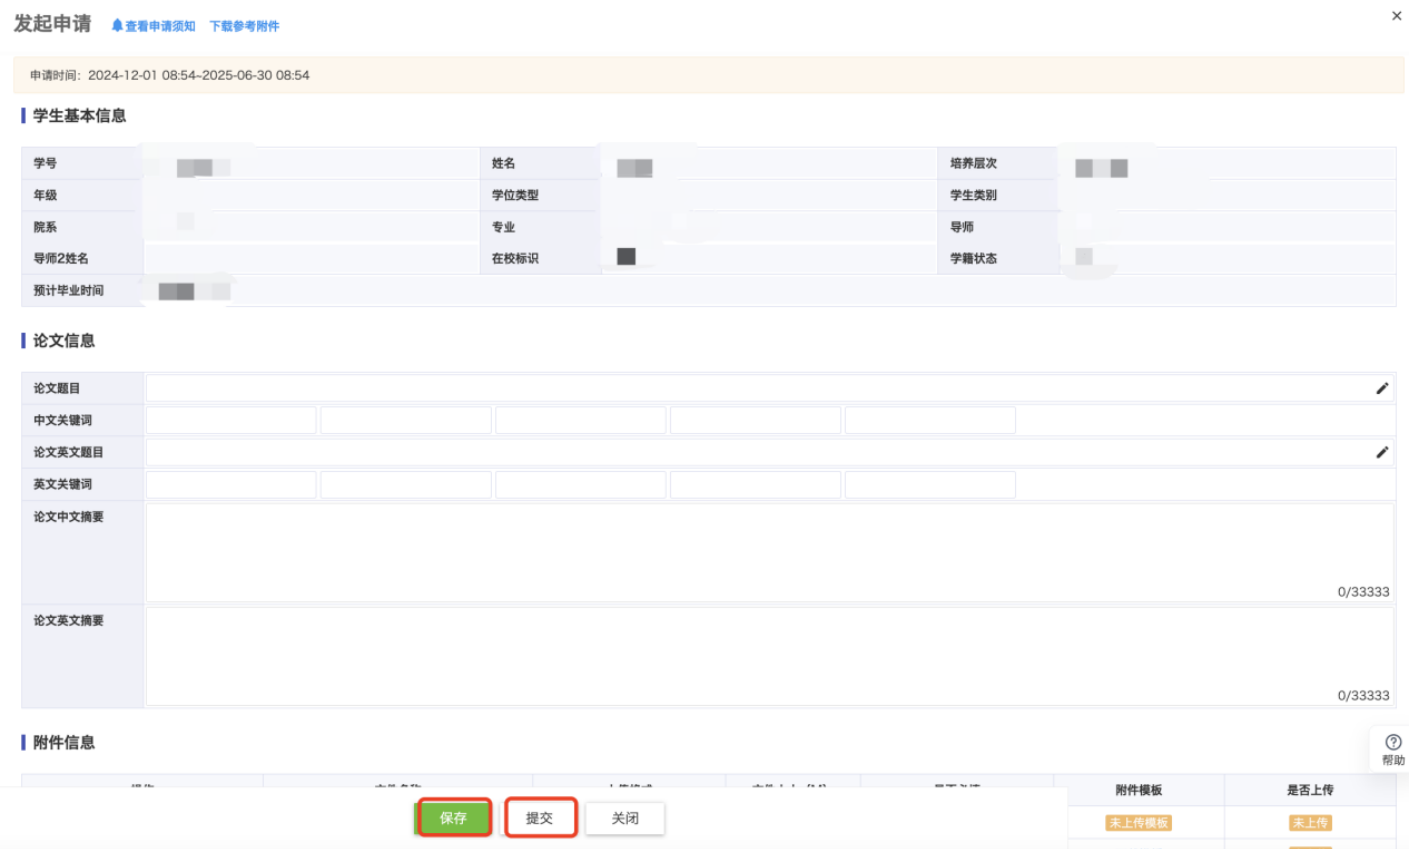 发起申请 查看申请须知 下载参考附件
申请时间：2024-12-01 08:54~2025-06-30 08:54
学生基本信息
学号 姓名 培养层次
年级 学位类型 学生类别
院系 专业 导师
导师2姓名 在校标识 学籍状态
预计毕业时间
论文信息
论文题目
中文关键词
论文英文题目
英文关键词
论文中文摘要
0/33333
论文英文摘要
0/33333
附件信息
帮助
附件模板 是否上传
保存 提交 关闭
未上传模板 未上传